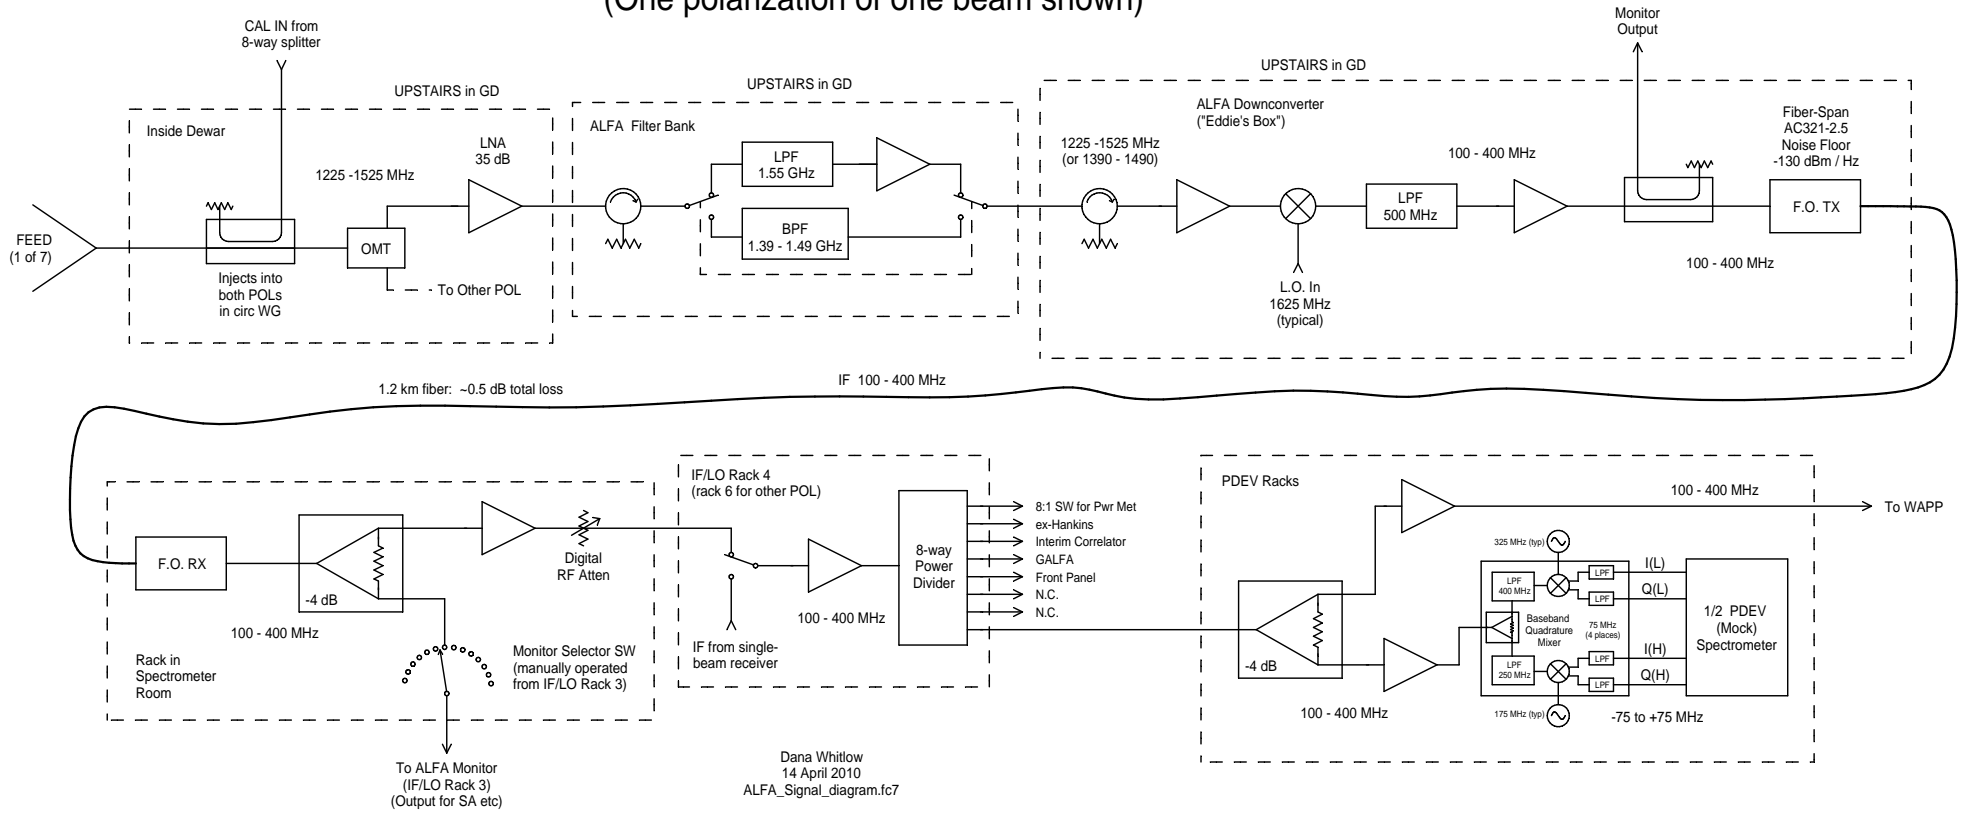 (One polarization of one beam shown)
CAL IN from
8-way splitter
UPSTAIRS in GD
Inside Dewar
LNA
35 dB
1225 -1525 MHz
FEED
(1 of 7)
OMT
Injects into
both POLs
in circ WG
To Other POL
UPSTAIRS in GD
ALFA Filter Bank
LPF
1.55 GHz
BPF
1.39 - 1.49 GHz
UPSTAIRS in GD
Monitor
Output
ALFA Downconverter
("Eddie's Box")
1225 -1525 MHz
(or 1390 - 1490)
100 - 400 MHz
Fiber-Span
AC321-2.5
Noise Floor
-130 dBm / Hz
LPF
500 MHz
F.O. TX
L.O. In
1625 MHz
(typical)
100 - 400 MHz
1.2 km fiber: ~0.5 dB total loss
IF 100 - 400 MHz
F.O. RX
-4 dB
100 - 400 MHz
Digital
RF Atten
Rack in
Spectrometer
Room
Monitor Selector SW
(manually operated
from IF/LO Rack 3)
To ALFA Monitor
(IF/LO Rack 3)
(Output for SA etc)
IF/LO Rack 4
(rack 6 for other POL)
100 - 400 MHz
IF from single-
beam receiver
8-way
Power
Divider
8:1 SW for Pwr Met
ex-Hankins
Interim Correlator
GALFA
Front Panel
N.C.
N.C.
Dana Whitlow
14 April 2010
ALFA_Signal_diagram.fc7
PDEV Racks
100 - 400 MHz
To WAPP
-4 dB
100 - 400 MHz
325 MHz (typ)
LPF
400 MHz
LPF
LPF
I(L)
Q(L)
Baseband
Quadrature
Mixer
75 MHz
(4 places)
1/2 PDEV
(Mock)
Spectrometer
LPF
250 MHz
LPF
LPF
I(H)
Q(H)
175 MHz (typ)
-75 to +75 MHz